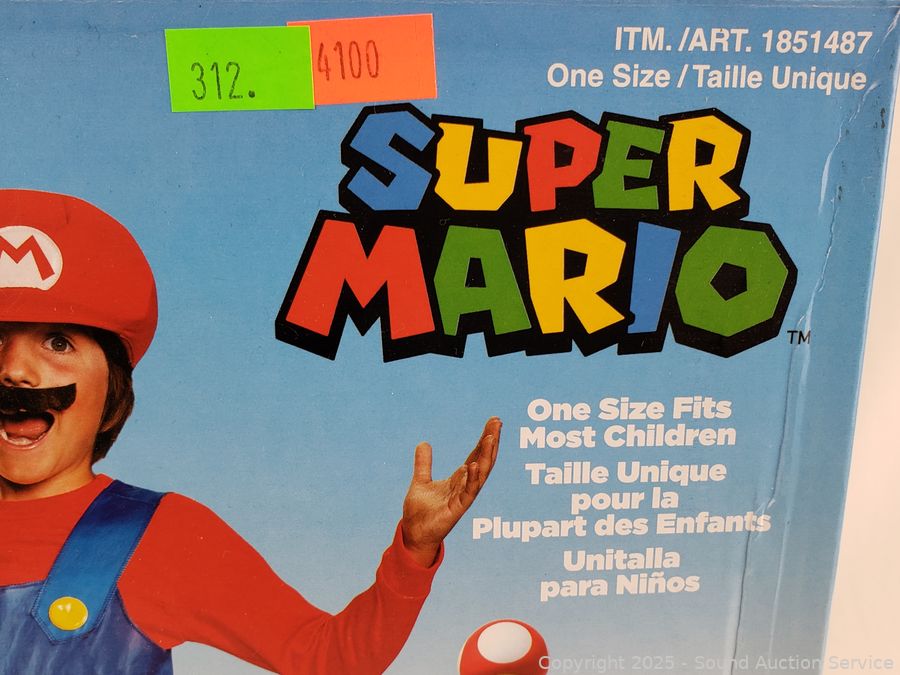 312.
4100
ITM. /ART. 1851487
One Size / Taille Unique
SUPER
MARIO
TM
M
One Size Fits
Most Children
Taille Unique
pour la
Plupart des Enfants
Unitalla
para Niños
Copyright 2025 - Sound Auction Service